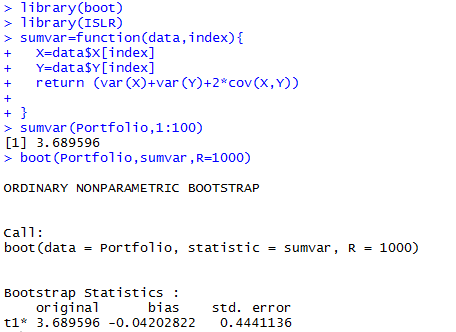 > library(boot)
> library(ISLR)
> sumvar=function(data,index){
+   X=data$X[index]
+   Y=data$Y[index]
+   return (var(X)+var(Y)+2*cov(X,Y))
+
+ }
> sumvar(Portfolio,1:100)
[1] 3.689596
> boot(Portfolio,sumvar,R=1000)
ORDINARY NONPARAMETRIC BOOTSTRAP
Call:
boot(data = Portfolio, statistic = sumvar, R = 1000)
Bootstrap Statistics :
    original      bias    std. error
t1* 3.689596 -0.04202822   0.4441136